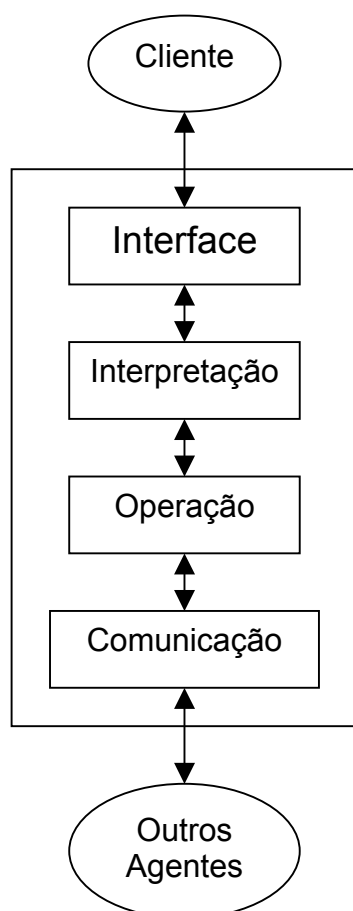 Cliente
Interface
Interpretação
Operação
Comunicação
Outros
Agentes